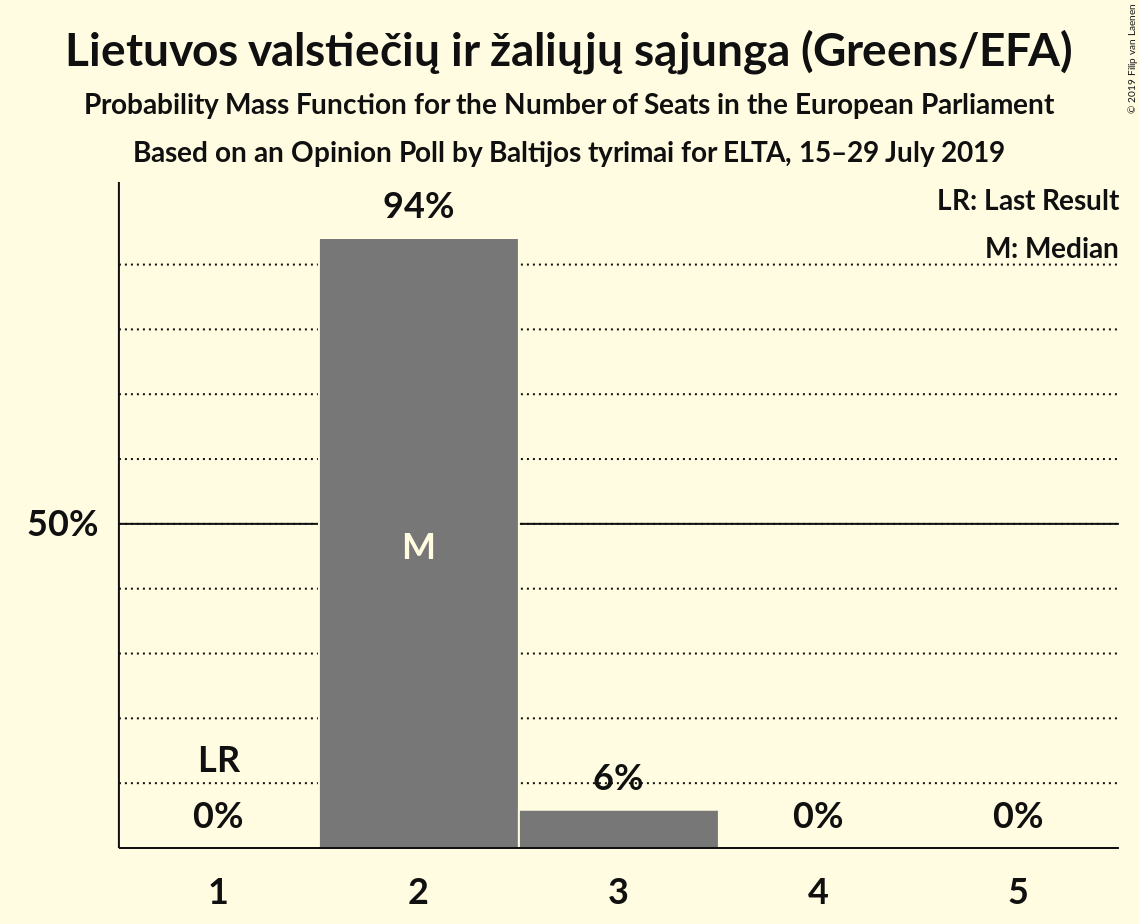 Lietuvos valstiečių ir žaliųjų sąjunga (Greens/EFA)
Probability Mass Function for the Number of Seats in the European Parliament
Based on an Opinion Poll by Baltijos tyrimai for ELTA, 15–29 July 2019
© 2019 Filip van Laenen
LR: Last Result
M: Median
94%
50%
M
LR
0%
6%
0%
0%
1
2
3
4
5